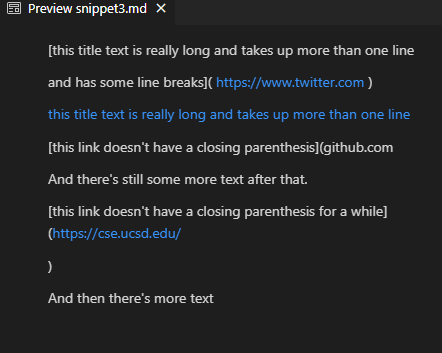 Preview snippet3.md
[this title text is really long and takes up more than one line
and has some line breaks]( https://www.twitter.com )
this title text is really long and takes up more than one line
[this link doesn't have a closing parenthesis](github.com
And there's still some more text after that.
[this link doesn't have a closing parenthesis for a while]
(https://cse.ucsd.edu/
)
And then there's more text